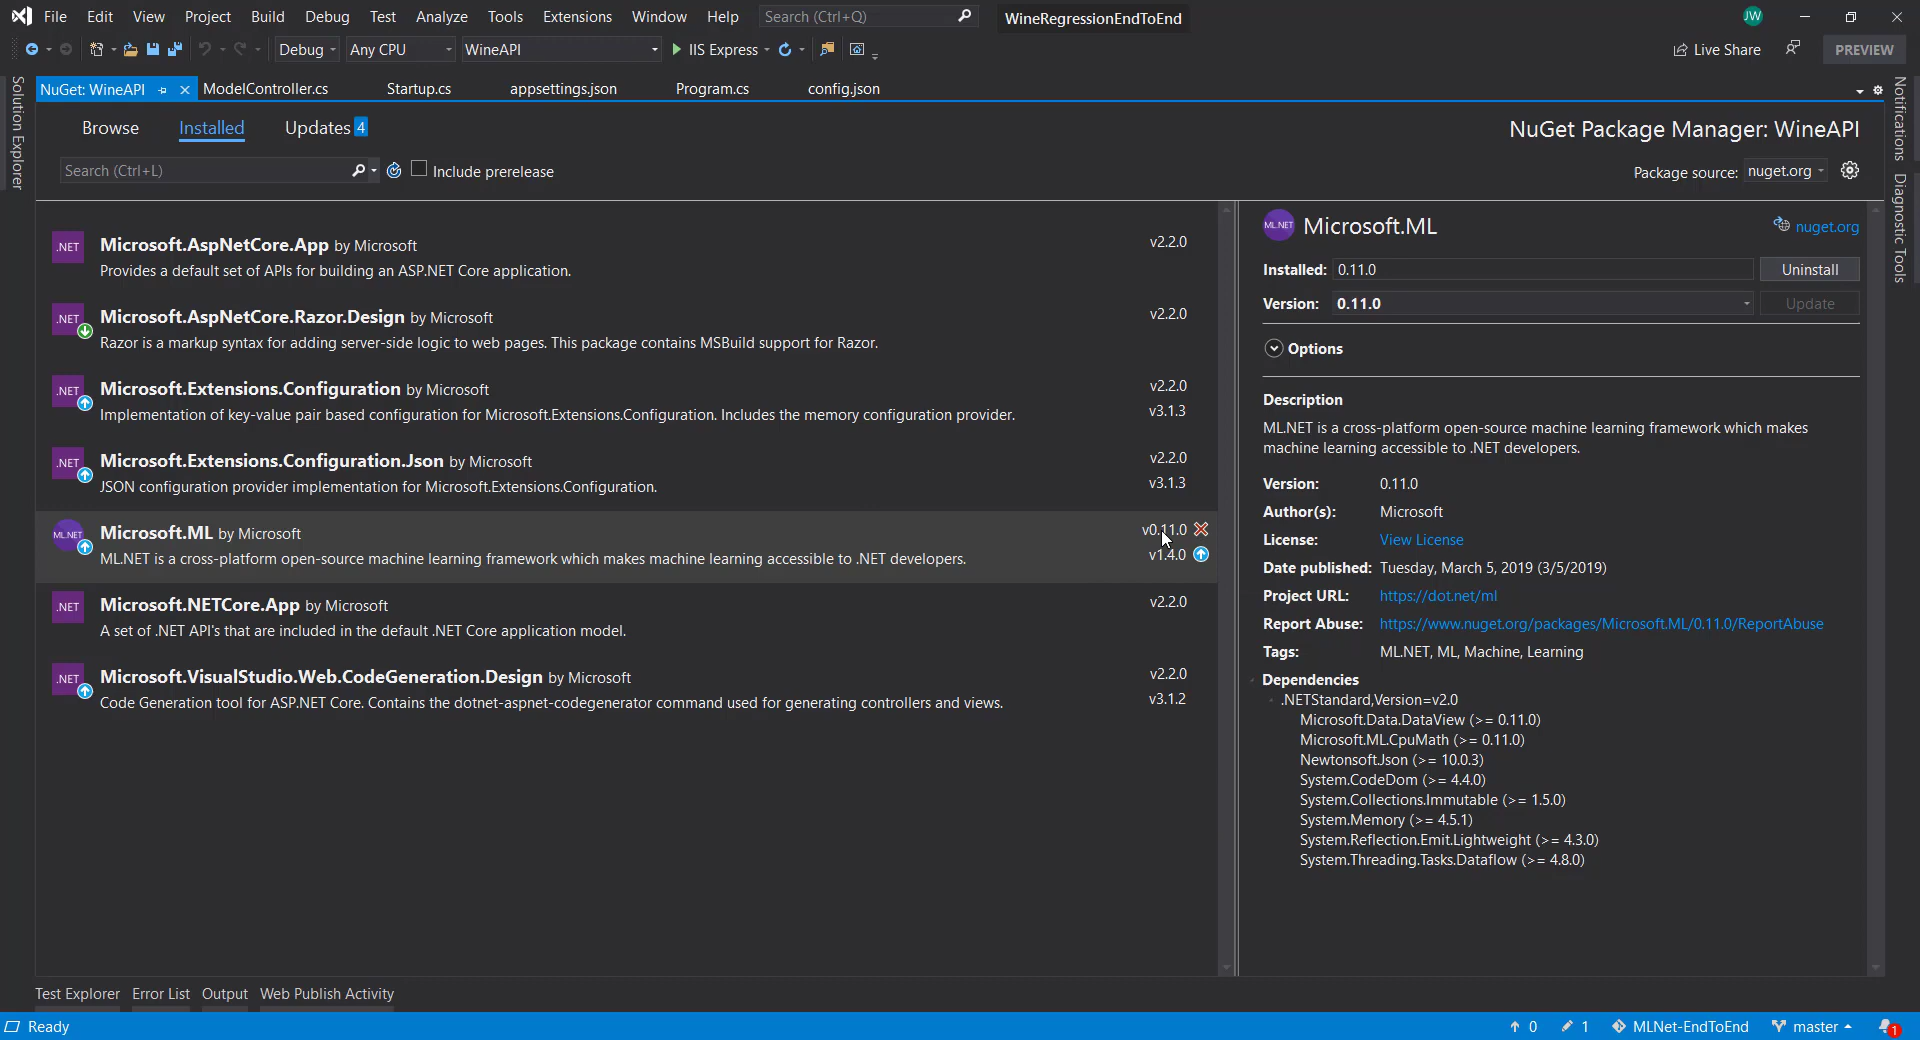 File Edit View Project Build Debug Test Analyze Tools Extensions Window Help Search (Ctrl+Q) WineRegressionEndToEnd JW
Debug Any CPU WineAPI IIS Express Live Share PREVIEW
NuGet: WineAPI ModelController.cs Startup.cs appsettings.json Program.cs config.json
Solution Explorer
Notifications
Diagnostic Tools
Browse Installed Updates 4
NuGet Package Manager: WineAPI
Search (Ctrl+L) Include prerelease
Package source: nuget.org
.NET Microsoft.AspNetCore.App by Microsoft v2.2.0
Provides a default set of APIs for building an ASP.NET Core application.
.NET Microsoft.AspNetCore.Razor.Design by Microsoft v2.2.0
Razor is a markup syntax for adding server-side logic to web pages. This package contains MSBuild support for Razor.
.NET Microsoft.Extensions.Configuration by Microsoft v2.2.0
Implementation of key-value pair based configuration for Microsoft.Extensions.Configuration. Includes the memory configuration provider. v3.1.3
.NET Microsoft.Extensions.Configuration.Json by Microsoft v2.2.0
JSON configuration provider implementation for Microsoft.Extensions.Configuration. v3.1.3
ML.NET Microsoft.ML by Microsoft v0.11.0
ML.NET is a cross-platform open-source machine learning framework which makes machine learning accessible to .NET developers. v1.4.0
.NET Microsoft.NETCore.App by Microsoft v2.2.0
A set of .NET API's that are included in the default .NET Core application model.
.NET Microsoft.VisualStudio.Web.CodeGeneration.Design by Microsoft v2.2.0
Code Generation tool for ASP.NET Core. Contains the dotnet-aspnet-codegenerator command used for generating controllers and views. v3.1.2
ML.NET Microsoft.ML nuget.org
Installed: 0.11.0 Uninstall
Version: 0.11.0 Update
Options
Description
ML.NET is a cross-platform open-source machine learning framework which makes
machine learning accessible to .NET developers.
Version: 0.11.0
Author(s): Microsoft
License: View License
Date published: Tuesday, March 5, 2019 (3/5/2019)
Project URL: https://dot.net/ml
Report Abuse: https://www.nuget.org/packages/Microsoft.ML/0.11.0/ReportAbuse
Tags: ML.NET, ML, Machine, Learning
Dependencies
.NETStandard,Version=v2.0
Microsoft.Data.DataView (>= 0.11.0)
Microsoft.ML.CpuMath (>= 0.11.0)
Newtonsoft.Json (>= 10.0.3)
System.CodeDom (>= 4.4.0)
System.Collections.Immutable (>= 1.5.0)
System.Memory (>= 4.5.1)
System.Reflection.Emit.Lightweight (>= 4.3.0)
System.Threading.Tasks.Dataflow (>= 4.8.0)
Test Explorer Error List Output Web Publish Activity
Ready 0 1 MLNet-EndToEnd master 1